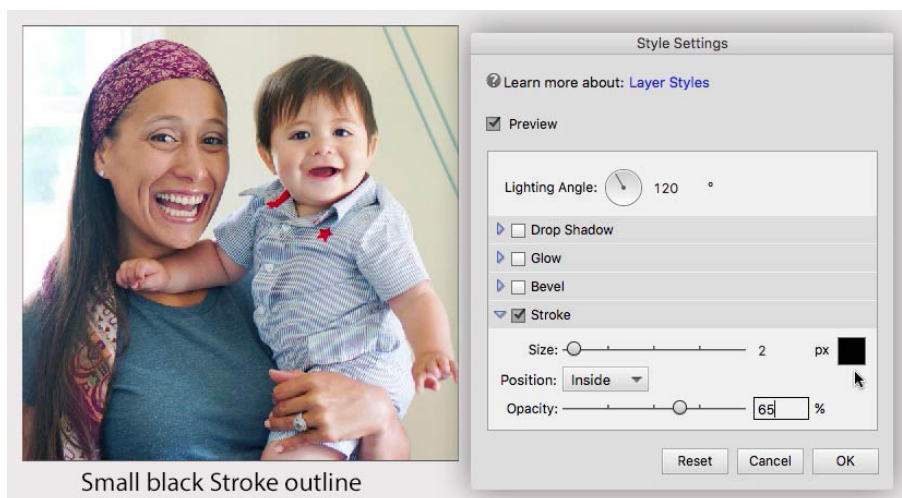 Style Settings
Learn more about: Layer Styles
Preview
Lighting Angle: 120 °
Drop Shadow
Glow
Bevel
Stroke
Size: 2 px
Position: Inside
Opacity: 65 %
Reset Cancel OK
Small black Stroke outline